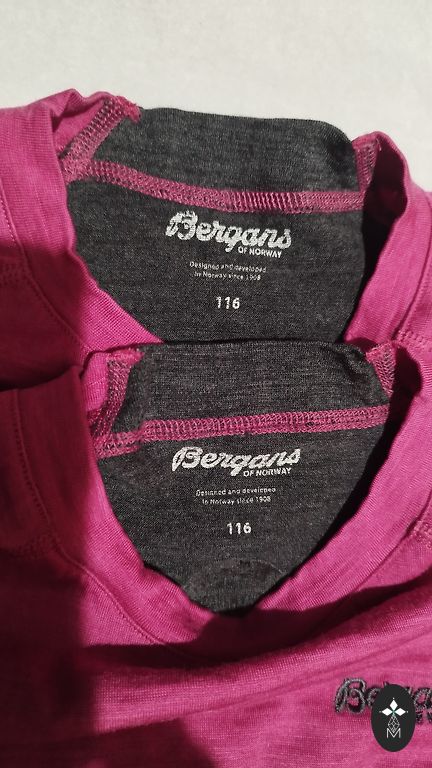 Bergans
OF NORWAY
Designed and developed
in Norway since 1908
116
Bergans
OF NORWAY
Designed and developed
in Norway since 1908
116